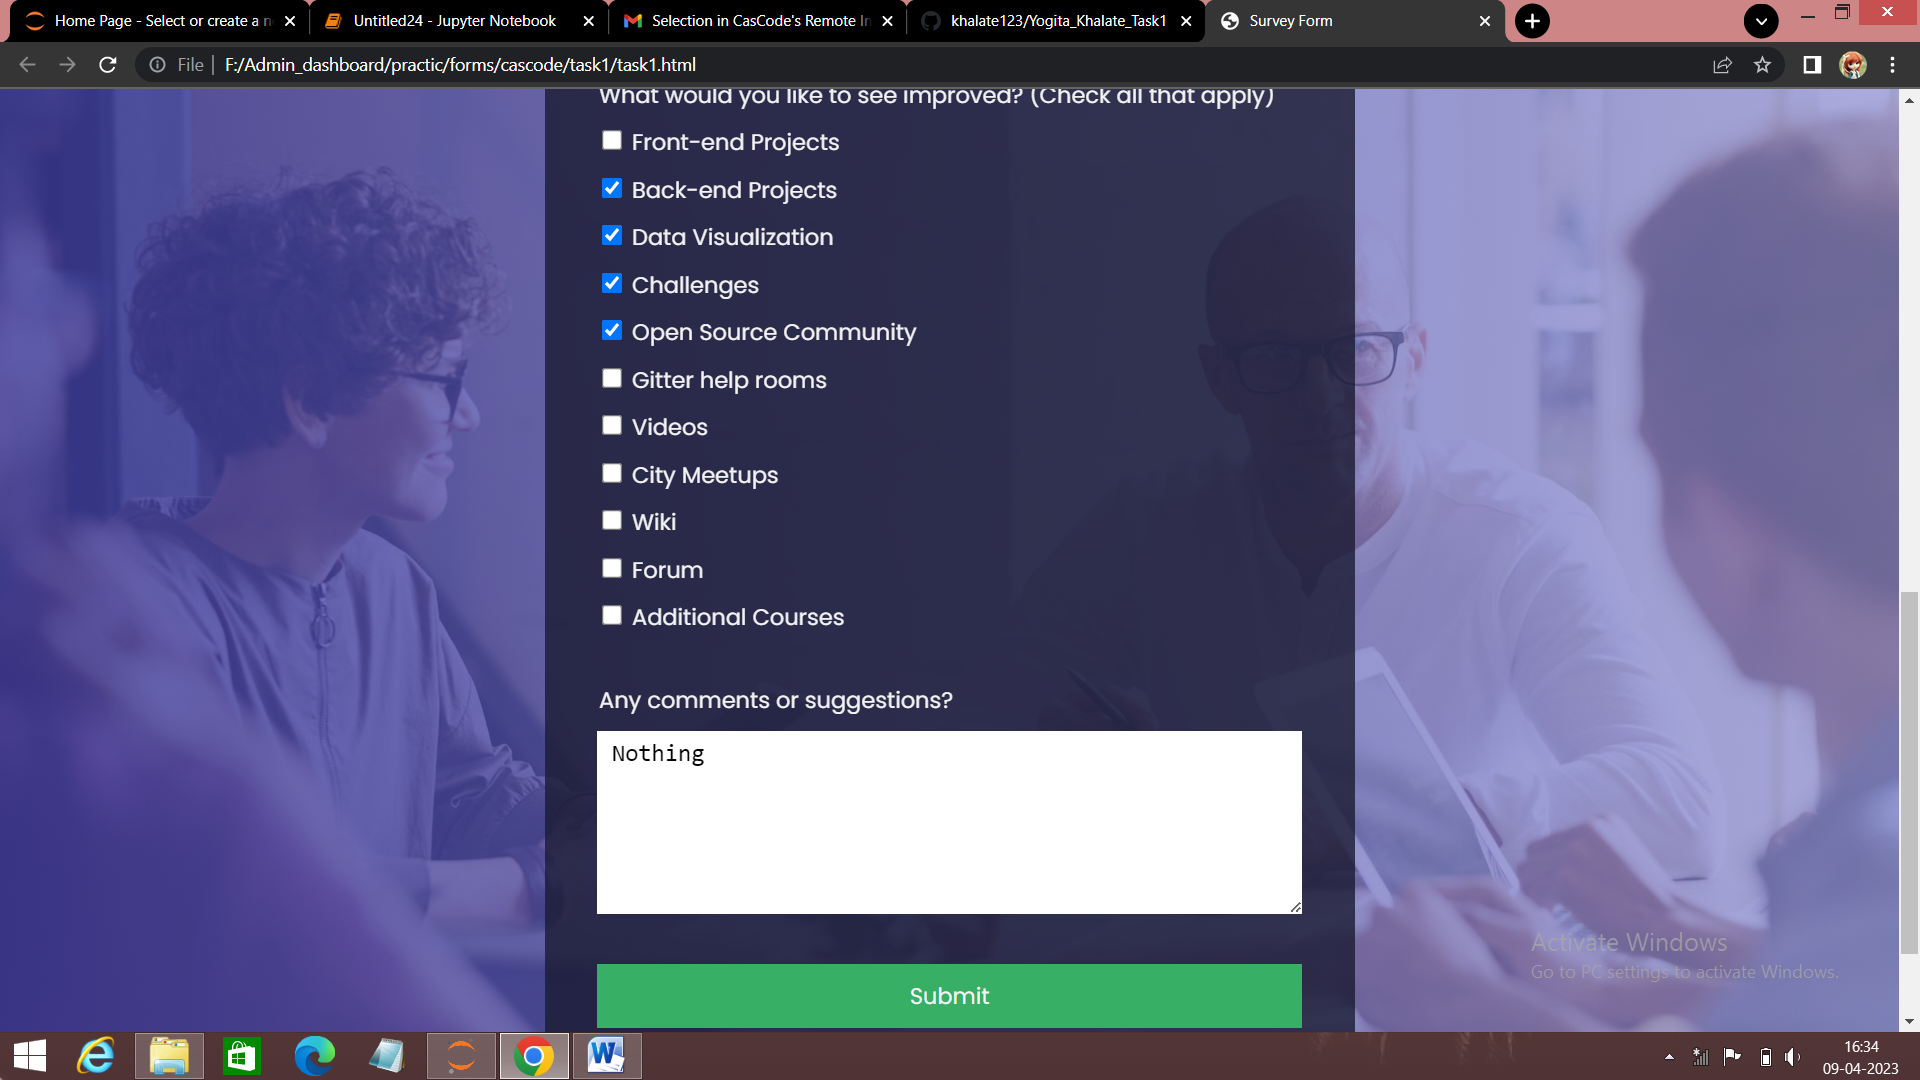 Home Page - Select or create a n
Untitled24 - Jupyter Notebook
Selection in CasCode's Remote In
khalate123/Yogita_Khalate_Task1
Survey Form
File
F:/Admin_dashboard/practic/forms/cascode/task1/task1.html
What would you like to see improved? (Check all that apply)
Front-end Projects
Back-end Projects
Data Visualization
Challenges
Open Source Community
Gitter help rooms
Videos
City Meetups
Wiki
Forum
Additional Courses
Any comments or suggestions?
Nothing
Activate Windows
Go to PC settings to activate Windows.
Submit
16:34
09-04-2023